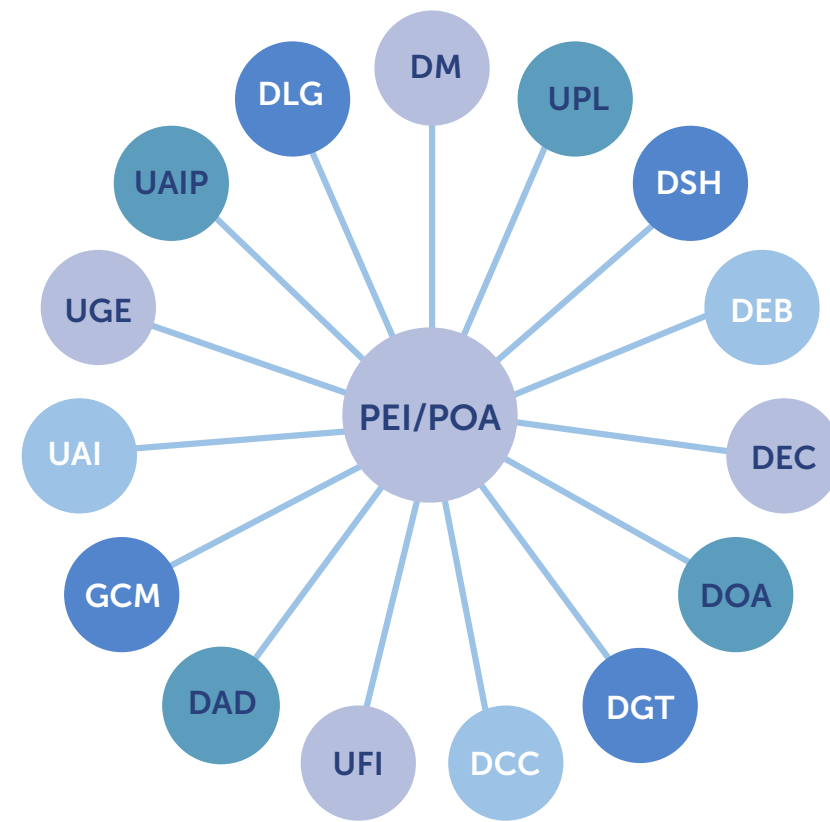 DM
UPL
DSH
DEB
DEC
DOA
DGT
DCC
UFI
DAD
GCM
UAI
UGE
UAIP
DLG
PEI/POA